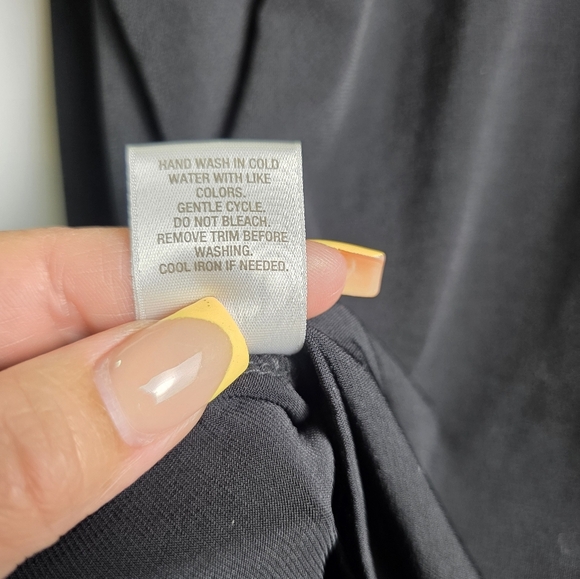 HAND WASH IN COLD
WATER WITH LIKE
COLORS.
GENTLE CYCLE.
DO NOT BLEACH.
REMOVE TRIM BEFORE
WASHING.
COOL IRON IF NEEDED.